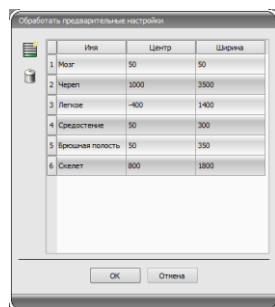 Обработать предварительные настройки
Имя Центр Ширина
1 Мозг 50 50
2 Череп 1000 3500
3 Легкое -400 1400
4 Средостение 50 300
5 Брюшная полость 50 350
6 Скелет 800 1800
OK Отмена